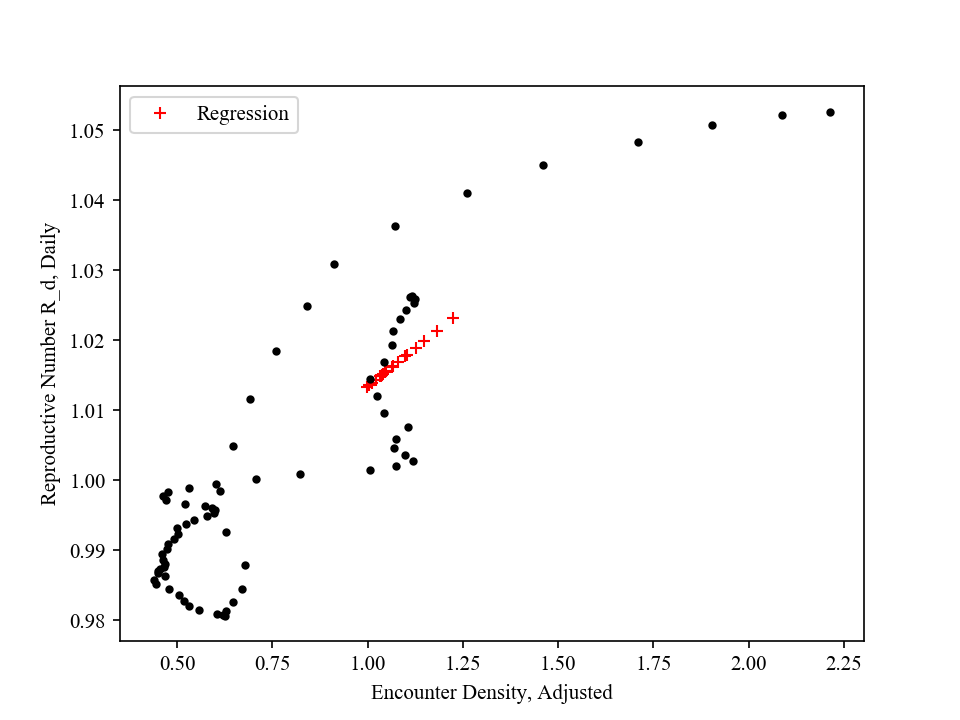 Regression
1.05
1.04
1.03
1.02
1.01
1.00
0.99
0.98
Reproductive Number R_d, Daily
0.50 0.75 1.00 1.25 1.50 1.75 2.00 2.25
Encounter Density, Adjusted